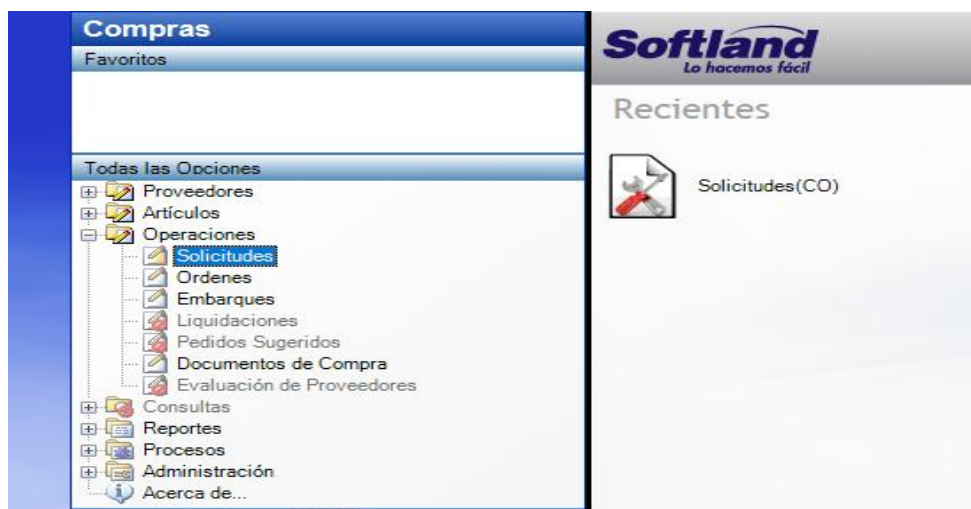 Compras
Favoritos
Todas las Opciones
Proveedores
Artículos
Operaciones
Solicitudes
Ordenes
Embarques
Liquidaciones
Pedidos Sugeridos
Documentos de Compra
Evaluación de Proveedores
Consultas
Reportes
Procesos
Administración
Acerca de...
Softland
Lo hacemos fácil
Recientes
Solicitudes(CO)